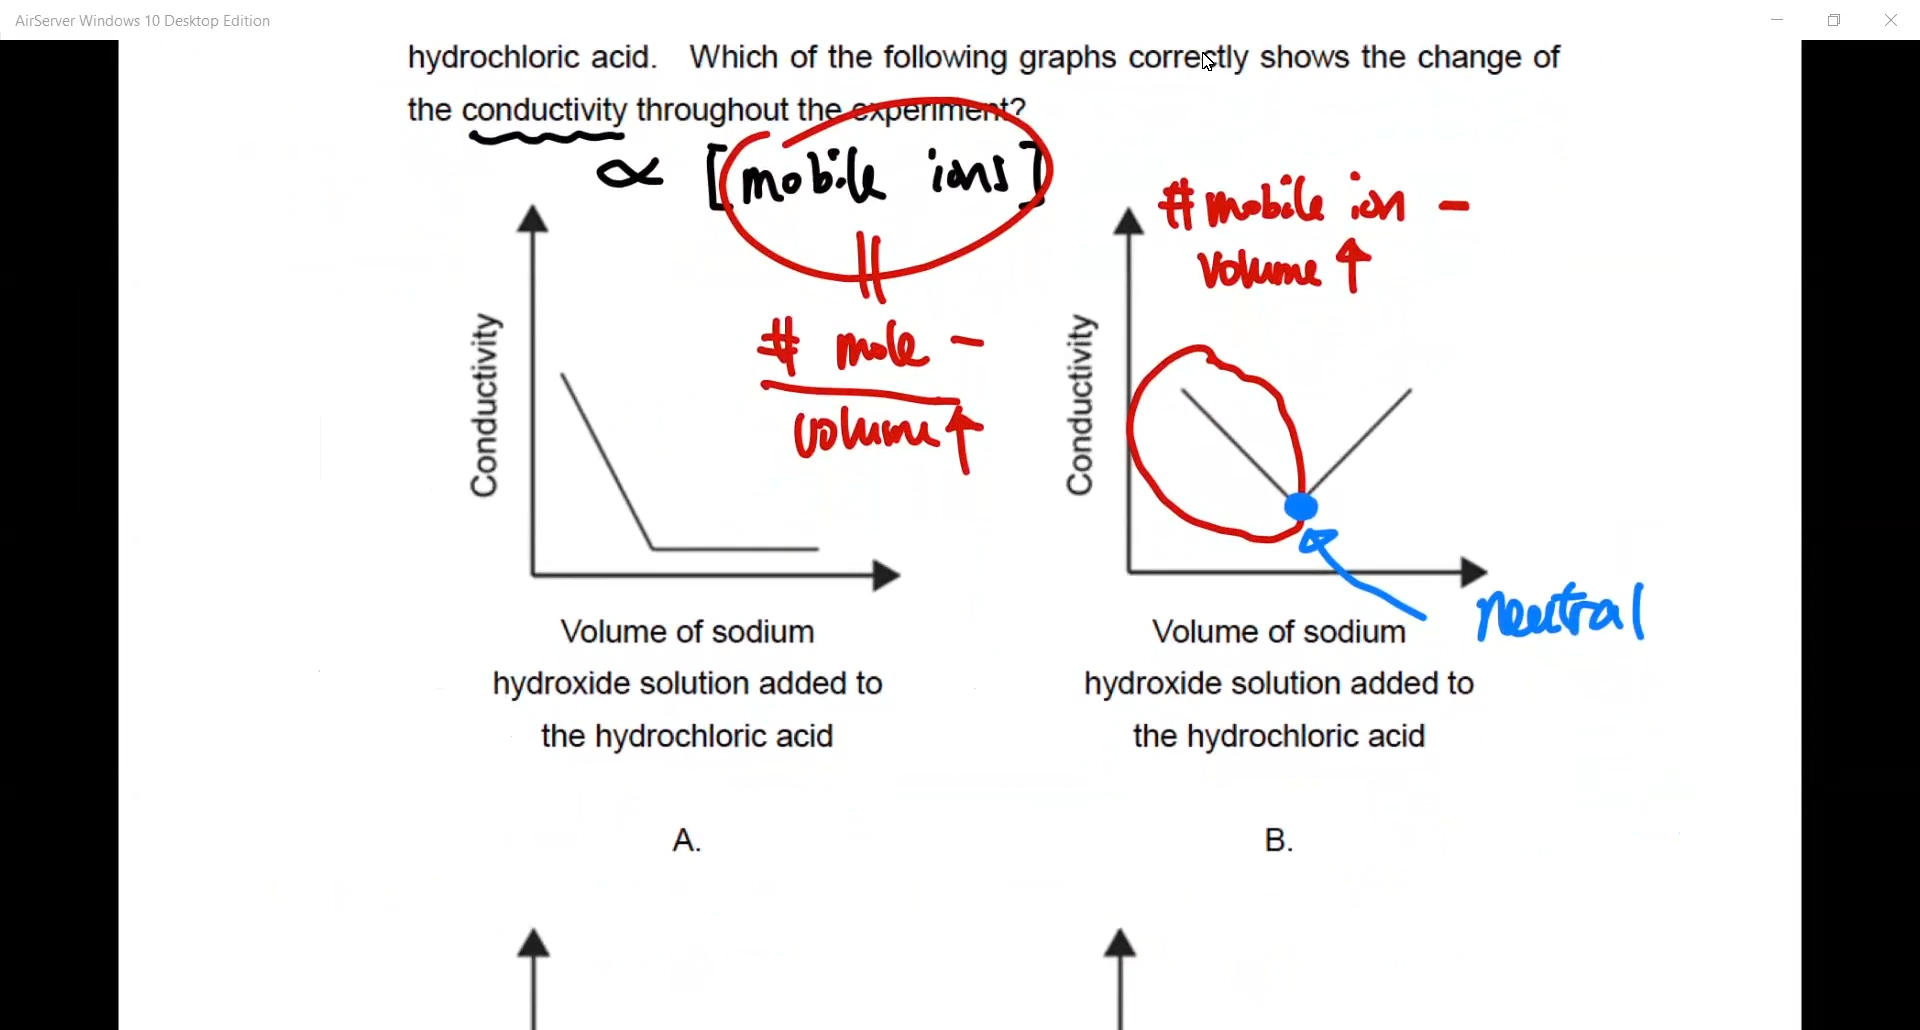 AirServer Windows 10 Desktop Edition
hydrochloric acid. Which of the following graphs correctly shows the change of
the conductivity throughout the experiment?
∝ [mobile ions]
# mobile ion -
volume ↑
# mole -
volume ↑
Conductivity
Conductivity
neutral
Volume of sodium
hydroxide solution added to
the hydrochloric acid
Volume of sodium
hydroxide solution added to
the hydrochloric acid
A.
B.